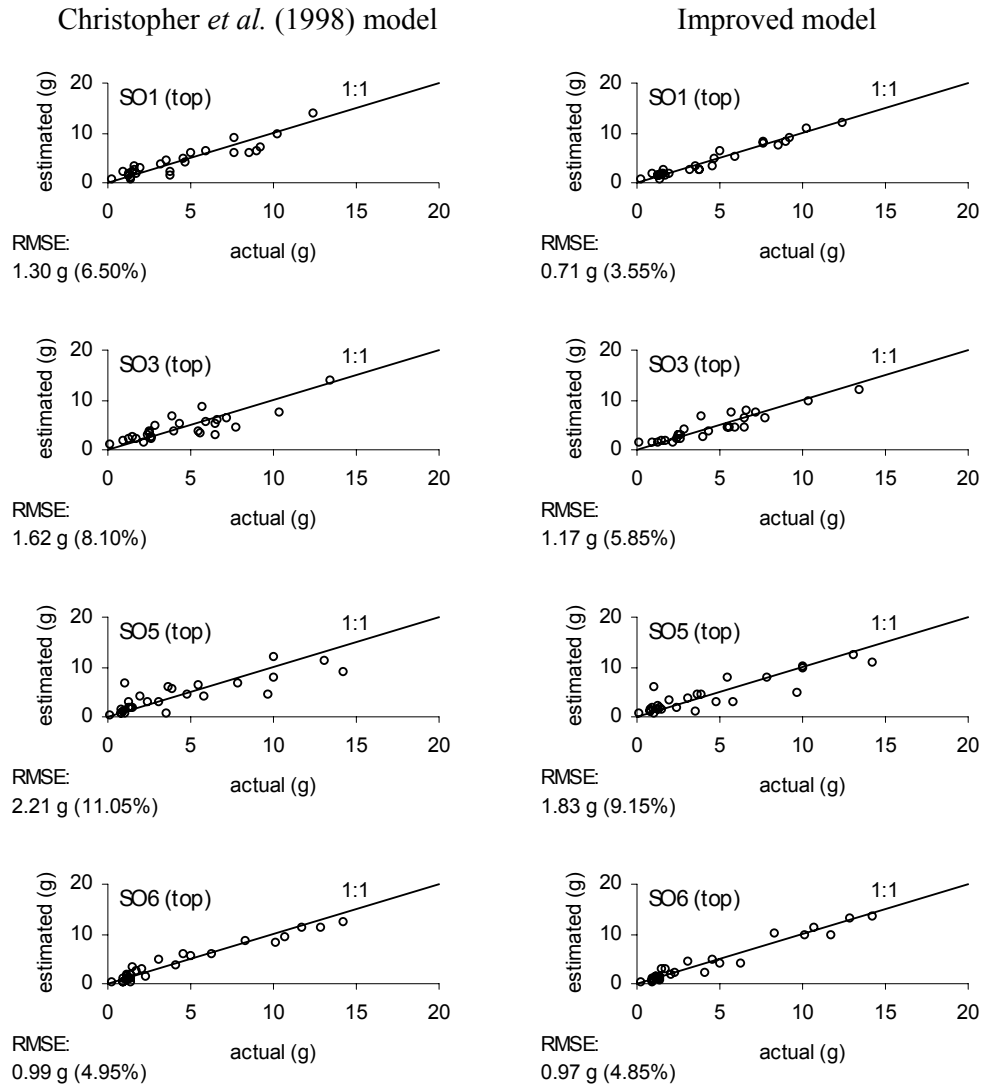 Christopher et al. (1998) model
Improved model
estimated (g)
20
10
0
SO1 (top)
1:1
0 5 10 15 20
actual (g)
RMSE:
1.30 g (6.50%)
estimated (g)
20
10
0
SO1 (top)
1:1
0 5 10 15 20
actual (g)
RMSE:
0.71 g (3.55%)
estimated (g)
20
10
0
SO3 (top)
1:1
0 5 10 15 20
actual (g)
RMSE:
1.62 g (8.10%)
estimated (g)
20
10
0
SO3 (top)
1:1
0 5 10 15 20
actual (g)
RMSE:
1.17 g (5.85%)
estimated (g)
20
10
0
SO5 (top)
1:1
0 5 10 15 20
actual (g)
RMSE:
2.21 g (11.05%)
estimated (g)
20
10
0
SO5 (top)
1:1
0 5 10 15 20
actual (g)
RMSE:
1.83 g (9.15%)
estimated (g)
20
10
0
SO6 (top)
1:1
0 5 10 15 20
actual (g)
RMSE:
0.99 g (4.95%)
estimated (g)
20
10
0
SO6 (top)
1:1
0 5 10 15 20
actual (g)
RMSE:
0.97 g (4.85%)